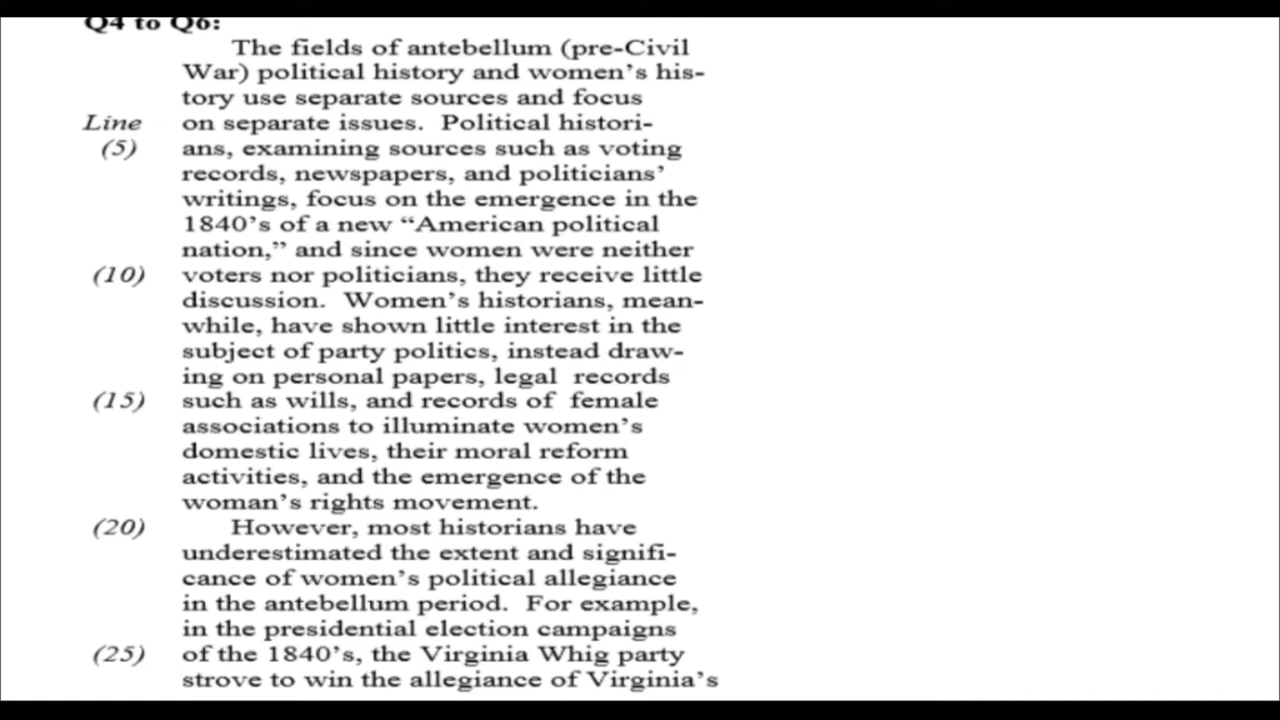 Q4 to Q6:
The fields of antebellum (pre-Civil
War) political history and women's his-
tory use separate sources and focus
Line on separate issues. Political histori-
(5) ans, examining sources such as voting
records, newspapers, and politicians'
writings, focus on the emergence in the
1840's of a new “American political
nation,” and since women were neither
(10) voters nor politicians, they receive little
discussion. Women's historians, mean-
while, have shown little interest in the
subject of party politics, instead draw-
ing on personal papers, legal records
(15) such as wills, and records of female
associations to illuminate women's
domestic lives, their moral reform
activities, and the emergence of the
woman's rights movement.
(20) However, most historians have
underestimated the extent and signifi-
cance of women's political allegiance
in the antebellum period. For example,
in the presidential election campaigns
(25) of the 1840's, the Virginia Whig party
strove to win the allegiance of Virginia's